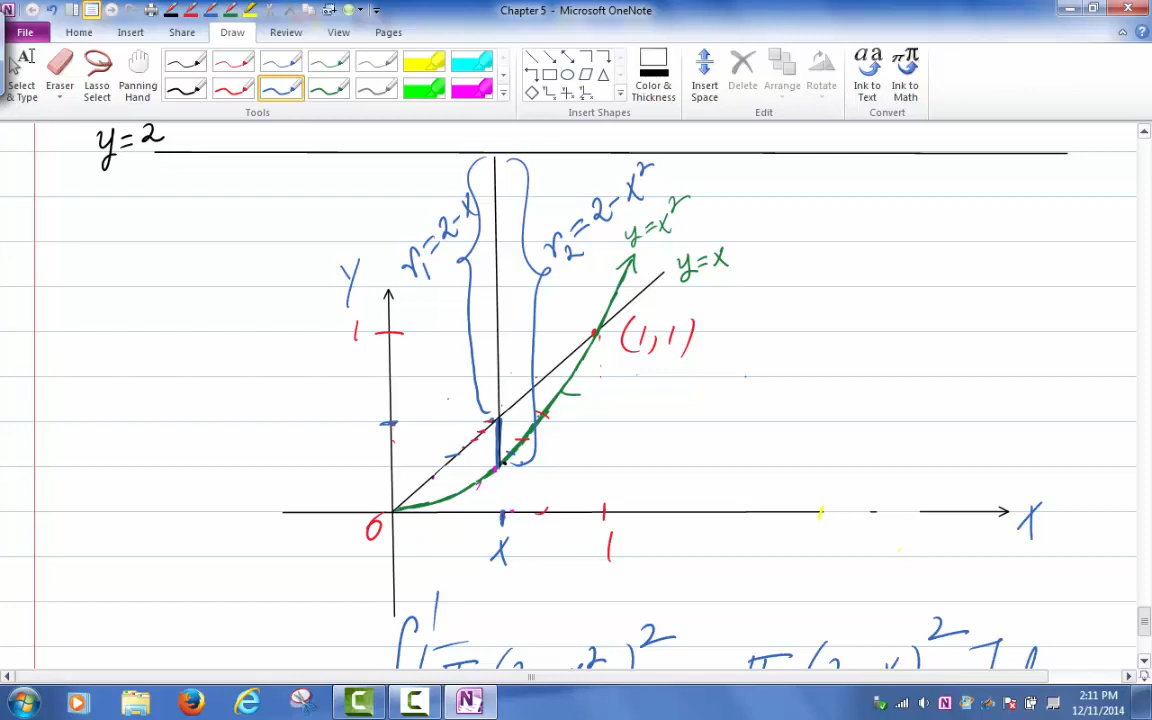 Chapter 5 - Microsoft OneNote
File Home Insert Draw Review View Pages
Select & Type
Eraser
Lasso Select
Panning Hand
Color & Thickness
Insert Space
Delete
Arrange
Rotate
Ink to Text
Ink to Math
Tools Insert Shapes Edit Convert
y=2
r₁=2-x
r₂=2-x²
y=x²
y=x
Y
1
(1,1)
0
x
1
X
2:11 PM
12/11/2014